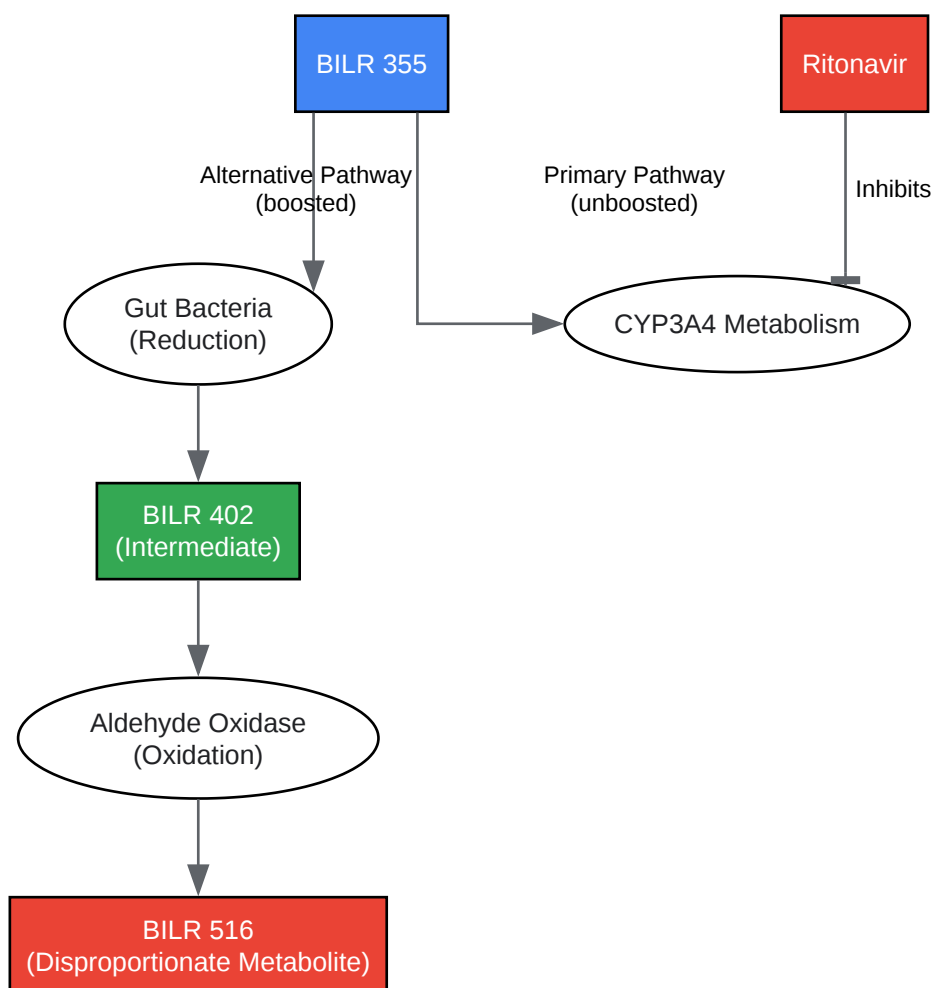 BILR 355
Ritonavir
Alternative Pathway
(boosted)
Primary Pathway
(unboosted)
Inhibits
Gut Bacteria
(Reduction)
CYP3A4 Metabolism
BILR 402
(Intermediate)
Aldehyde Oxidase
(Oxidation)
BILR 516
(Disproportionate Metabolite)